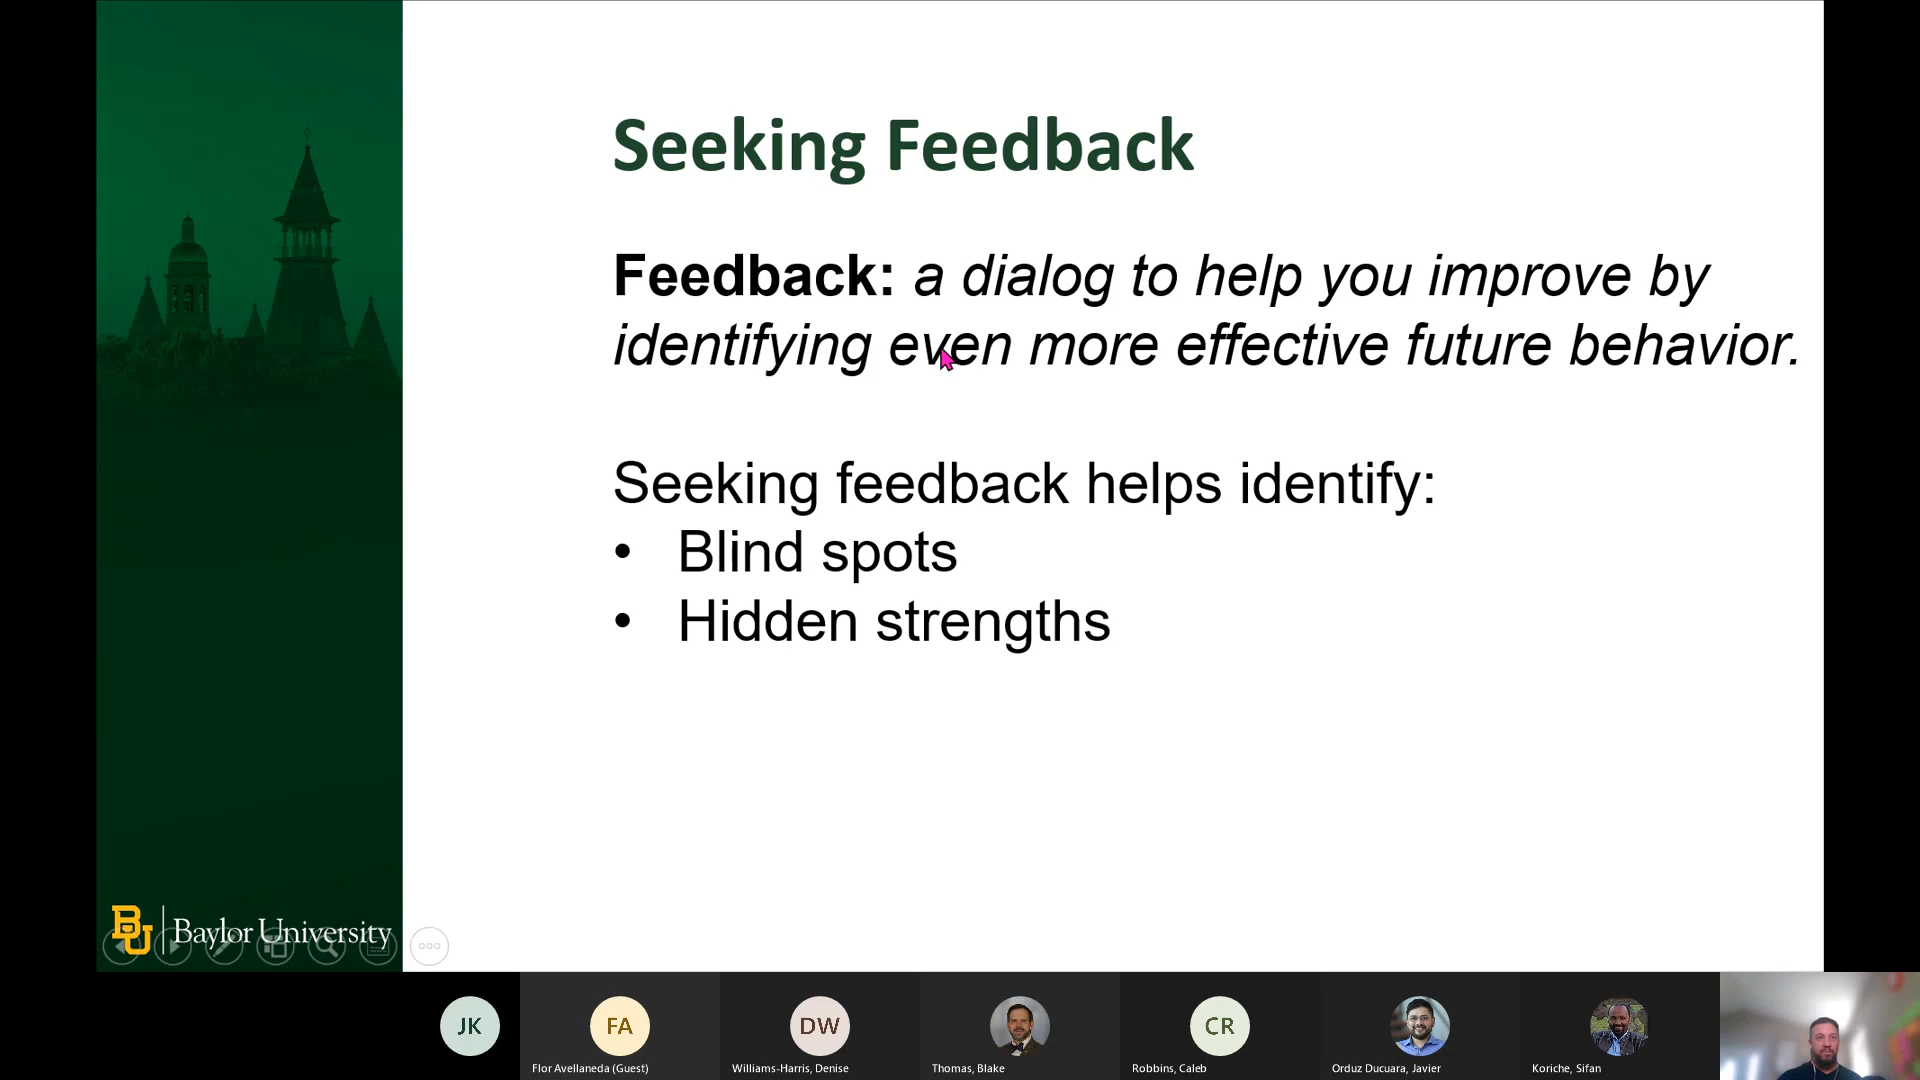 Seeking Feedback
Feedback: a dialog to help you improve by
identifying even more effective future behavior.
Seeking feedback helps identify:
• Blind spots
• Hidden strengths
BU | Baylor University
JK
FA
DW
CR
Flor Avellaneda (Guest)
Williams-Harris, Denise
Thomas, Blake
Robbins, Caleb
Orduz Ducuara, Javier
Koriche, Sifan